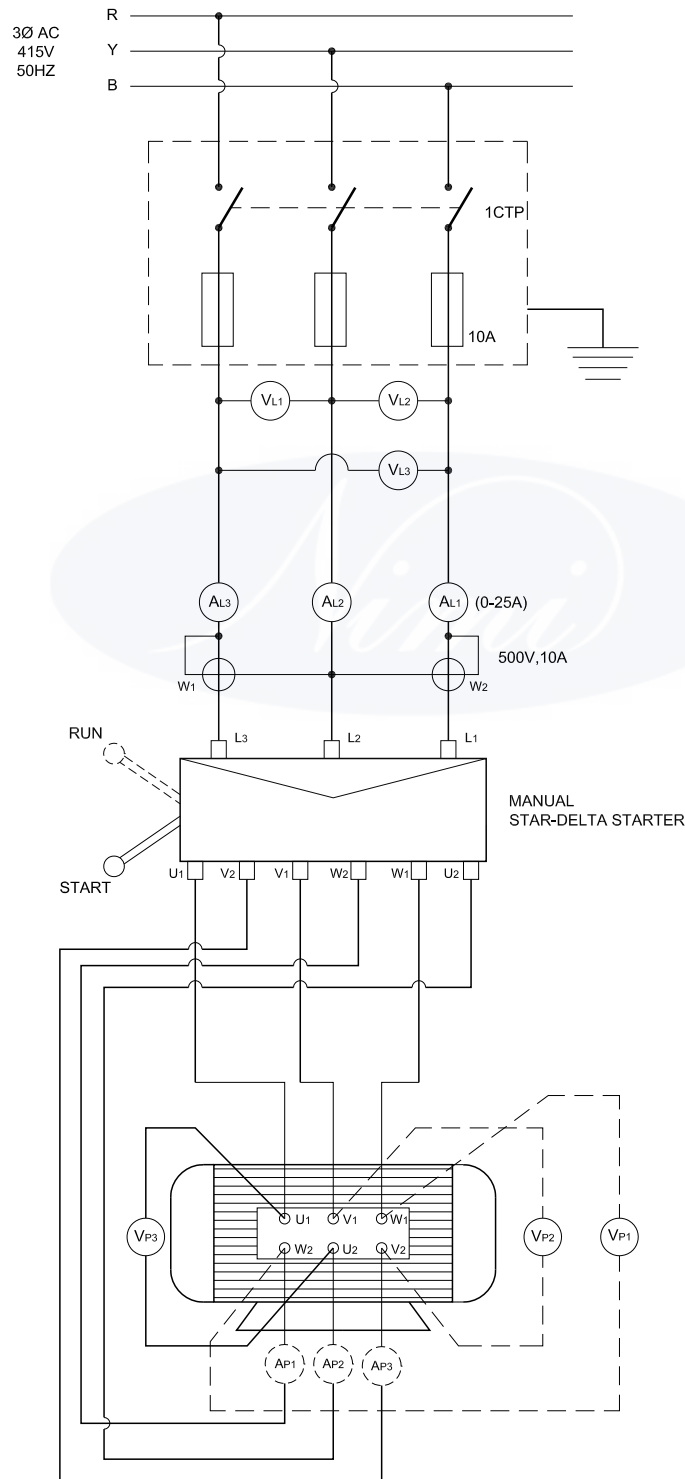 R
3Ø AC
415V
50HZ
Y
B
1CTP
10A
VL1
VL2
VL3
AL3
AL2
AL1
(0-25A)
500V,10A
W1
W2
Nimi
L3
L2
L1
RUN
MANUAL
STAR-DELTA STARTER
START
U1
V2
V1
W2
W1
U2
U1
V1
W1
W2
U2
V2
VP3
VP2
VP1
AP1
AP2
AP3